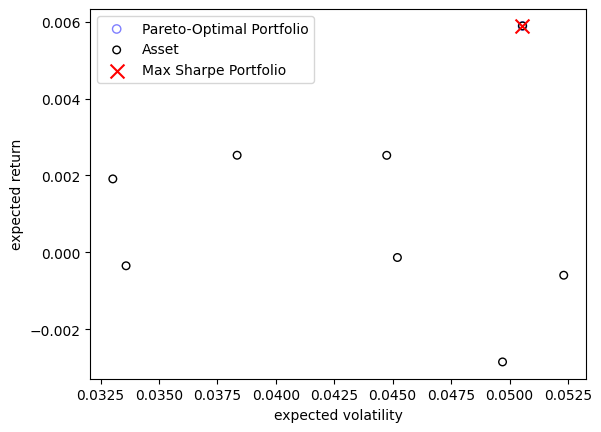 Pareto-Optimal Portfolio
Asset
Max Sharpe Portfolio
0.006
0.004
0.002
0.000
−0.002
expected return
0.0325 0.0350 0.0375 0.0400 0.0425 0.0450 0.0475 0.0500 0.0525
expected volatility